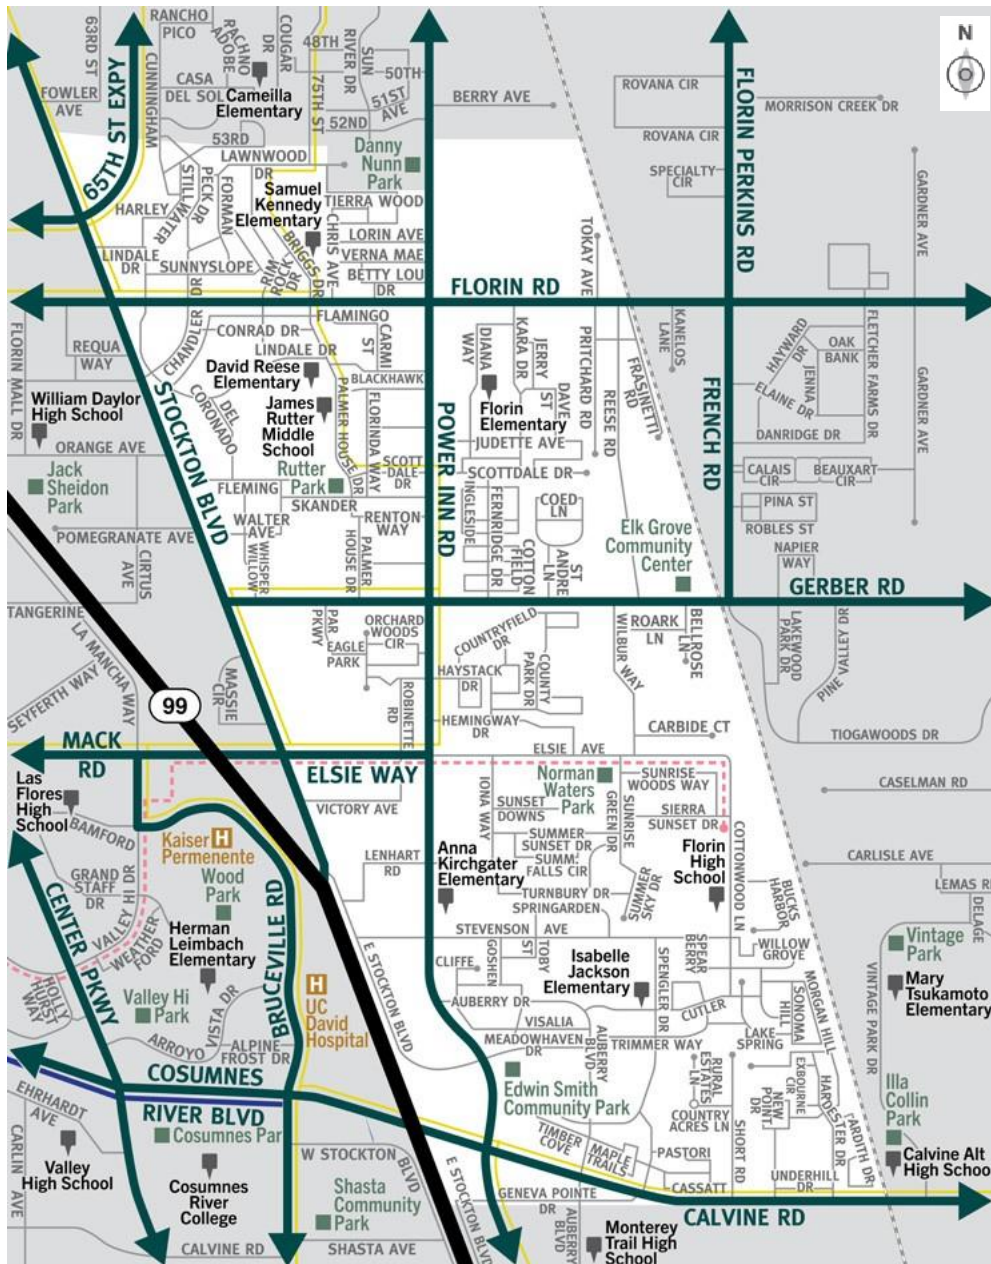 63RD ST
RANCHO
PICO
RACHNO
ADOBE
COUGAR
DR
48TH
75TH ST
RIVER DR
SUN
50TH
51ST
AVE
52ND
N
FOWLER
AVE
65TH ST EXPY
CUNNINGHAM
CASA
DEL SOL
Cameilla
Elementary
53RD
LAWNWOOD
DR
BERRY AVE
ROVANA CIR
ROVANA CIR
SPECIALTY
CIR
FLORIN PERKINS RD
MORRISON CREEK DR
GARDNER AVE
Danny
Nunn
Park
HARLEY
STILL WATER
PECK DR
FORMAN
Samuel
Kennedy
Elementary
TIERRA WOOD
CHRIS AVE
LORIN AVE
VERNA MAE
BETTY LOU
DR
LINDALE
DR
SUNNYSLOPE
DR
RIM
ROCK DR
BRIGGS DR
TOKAY AVE
FLORIN RD
FLORIN MALL DR
REQUA
WAY
CHANDLER
CONRAD DR
FLAMINGO
ST
CARMI
LINDALE DR
BLACKHAWK
David Reese
Elementary
DEL
CORONADO
James
Rutter
Middle
School
PALMER HOUSE DR
FLORINDA WAY
DIANA
WAY
KARA DR
JERRY
ST
DAVE
PRITCHARD RD
REESE RD
FRASINETTI
RD
KANELOS
LANE
HAYWARD
DR
OAK
BANK
JENNA
ELAINE DR
FLETCHER FARMS DR
GARDNER AVE
DANRIDGE DR
William Daylor
High School
STOCKTON BLVD
POWER INN RD
Florin
Elementary
JUDETTE AVE
SCOTTDALE DR
FRENCH RD
ORANGE AVE
Jack
Sheidon
Park
Rutter
Park
SCOTT
DALE
DR
FLEMING
SKANDER
WALTER
AVE
WHISPER
WILLOW
RENTON
WAY
PALMER
HOUSE DR
INGLESIDE
FERNRIDGE DR
COED
LN
COTTON
FIELD
ST
ANDRE
LN
CALAIS
CIR
BEAUXART
CIR
PINA ST
ROBLES ST
NAPIER
WAY
POMEGRANATE AVE
CIRTUS
AVE
Elk Grove
Community
Center
GERBER RD
TANGERINE
LA MANCHA WAY
SEYFERTH WAY
MASSIE
CIR
PAR
PKWY
ORCHARD
WOODS
CIR
EAGLE
PARK
ROBINETTE
RD
COUNTRYFIELD
DR
HAYSTACK
DR
COUNTY
PARK DR
HEMINGWAY
DR
WILBUR WAY
ROARK
LN
BELLROSE
LN
LAKEWOOD
PARK DR
PINE VALLEY DR
CARBIDE CT
TIOGAWOODS DR
99
MACK
RD
ELSIE WAY
ELSIE AVE
VICTORY AVE
Las
Flores
High
School
BAMFORD
Kaiser
Permenente
H
Wood
Park
GRAND
STAFF
DR
VALLEY HI DR
WEATHER
FORD
Herman
Leimbach
Elementary
HOLLY
HURST
WAY
Valley Hi
Park
ARROYO
VISTA DR
ALPINE
FROST DR
CENTER PKWY
BRUCEVILLE RD
H
UC
David
Hospital
LENHART
RD
E STOCKTON BLVD
IONA WAY
SUNSET
DOWNS
Norman
Waters
Park
GREEN DR
SUNRISE
SUNRISE
WOODS WAY
SIERRA
SUNSET DR
SUMMER
SUNSET DR
SUMM.
FALLS CIR
Anna
Kirchgater
Elementary
TURNBURY DR
SPRINGARDEN
SUMMER
SKY DR
Florin
High
School
COTTONWOOD LN
BUCKS
HARBOR
CASELMAN RD
CARLISLE AVE
LEMAS RD
DELAGE
STEVENSON AVE
CLIFFE
GOSHEN
ST
TOBY
Isabelle
Jackson
Elementary
SPENGLER DR
SPEAR
BERRY
WILLOW
GROVE
Vintage
Park
Mary
Tsukamoto
Elementary
VINTAGE PARK DR
AUBERRY DR
VISALIA
MEADOWHAVEN
DR
AUBERRY
BLVD
TRIMMER WAY
CUTLER
LAKE
SPRING
HILL
SONOMA
MORGAN HILL
RURAL
ESTATES
LN
COUNTRY
ACRES LN
SHORT RD
NEW
POINT
DR
EXBOURNE
CIR
HARDESTER DR
ARDITH DR
Illa
Collin
Park
Calvine Alt
High School
Edwin Smith
Community Park
TIMBER
COVE
MAPLE
TRAILS
PASTORI
CASSATT
UNDERHILL
DR
COSUMNES
RIVER BLVD
EHRHARDT
AVE
CARLIN AVE
Cosumnes Par
Valley
High School
Cosumnes
River
College
W STOCKTON
BLVD
Shasta
Community
Park
CALVINE RD
SHASTA AVE
E STOCKTON BLVD
GENEVA POINTE
DR
AUBERRY
BLVD
Monterey
Trail High
School
CALVINE RD